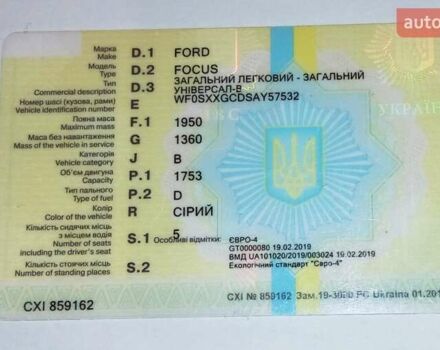 auto
Марка
Make D.1 FORD
Модель
Type D.2 FOCUS
D.3 ЗАГАЛЬНИЙ ЛЕГКОВИЙ - ЗАГАЛЬНИЙ
Commercial description УНІВЕРСАЛ-В
Номер шасі (кузова, рами)
Vehicle identification number E WF0SXXGCDSAY57532
Повна маса
Maximum mass F.1 1950
Маса без навантаження
Mass of the vehicle in service G 1360
Категорія
Vehicle category J B
Об'єм двигуна
Capacity P.1 1753
Тип пального
Type of fuel P.2 D
Колір
Color of the vehicle R СІРИЙ
Кількість сидячих місць
з місцем водія
Number of seats
including the driver's seat S.1 5
Особливі відмітки: ЄВРО-4
GT0000080 19.02.2019
ВМД UA101020/2019/003024 19.02.2019
Екологічний стандарт "Євро-4"
Кількість стоячих місць
Number of standing places S.2
СХІ 859162
СХІ № 859162